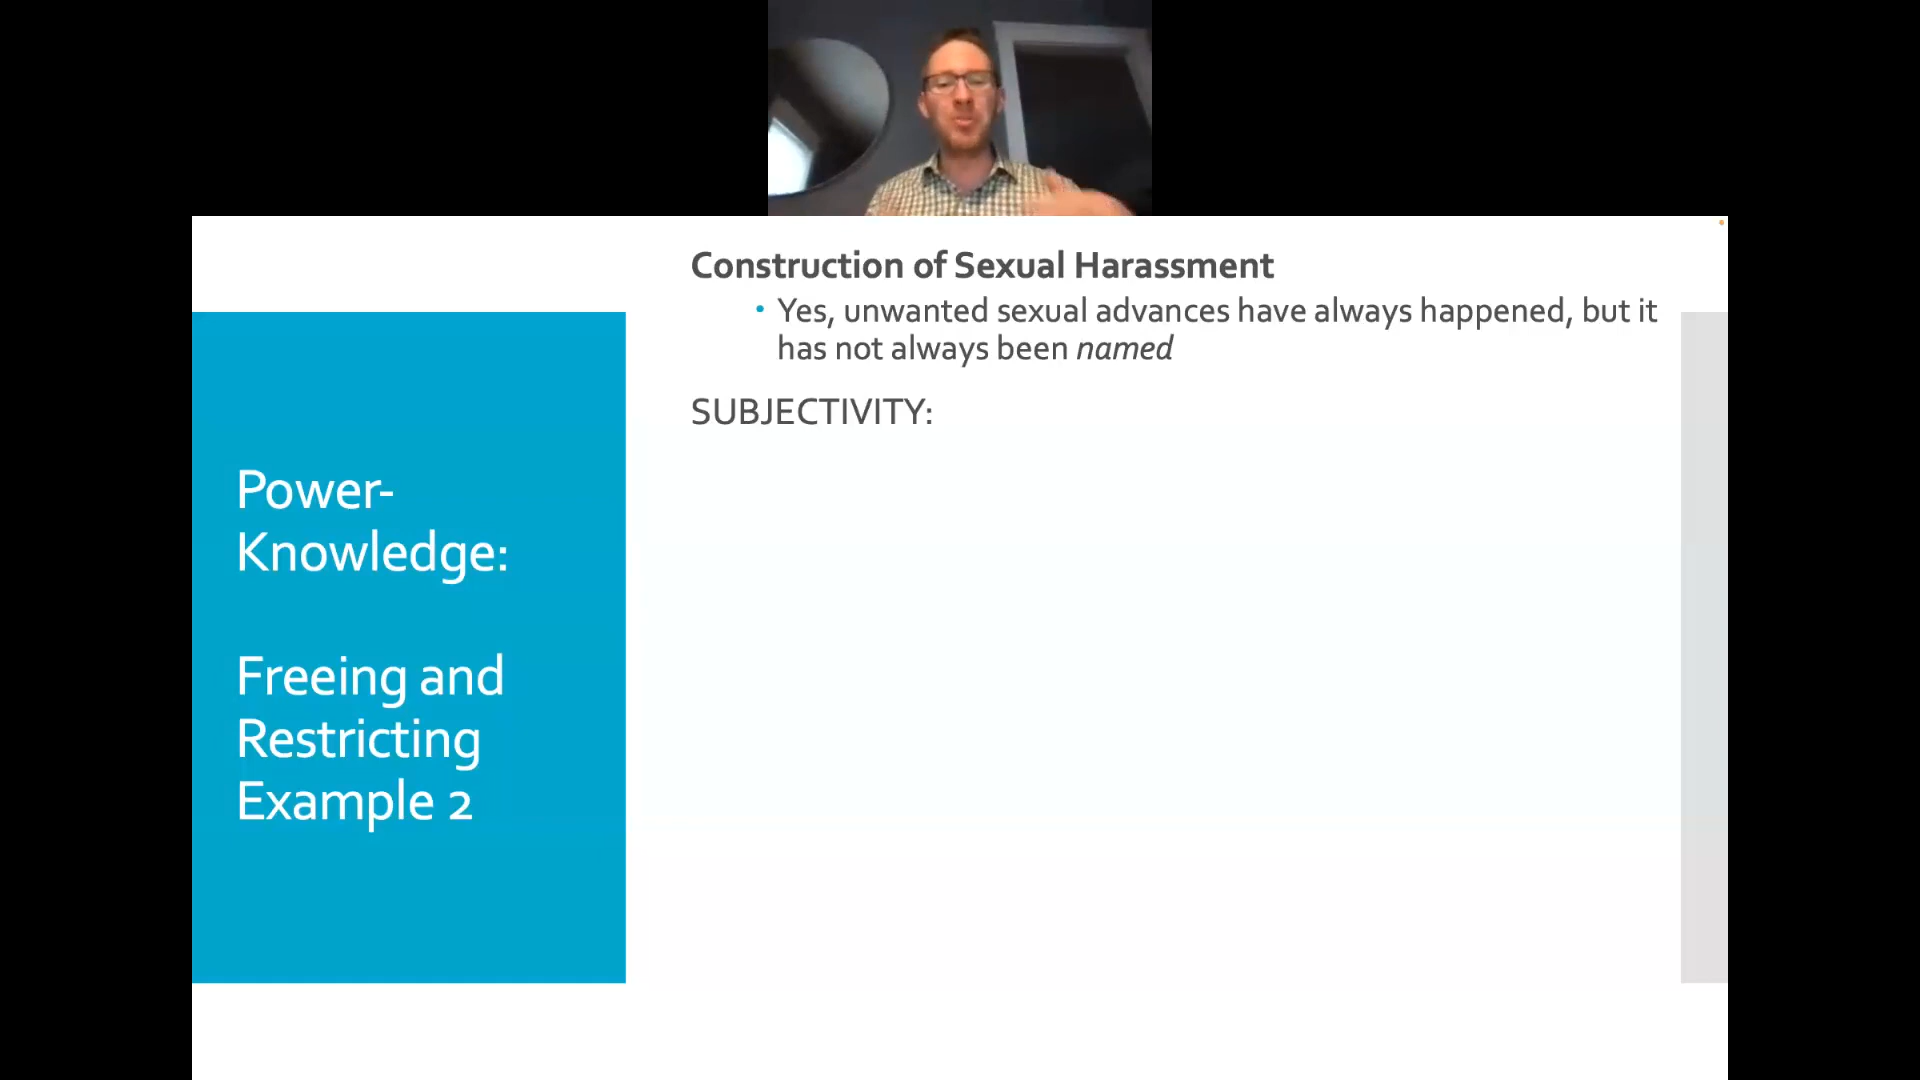 Construction of Sexual Harassment
• Yes, unwanted sexual advances have always happened, but it
has not always been named
SUBJECTIVITY:
Power-
Knowledge:
Freeing and
Restricting
Example 2